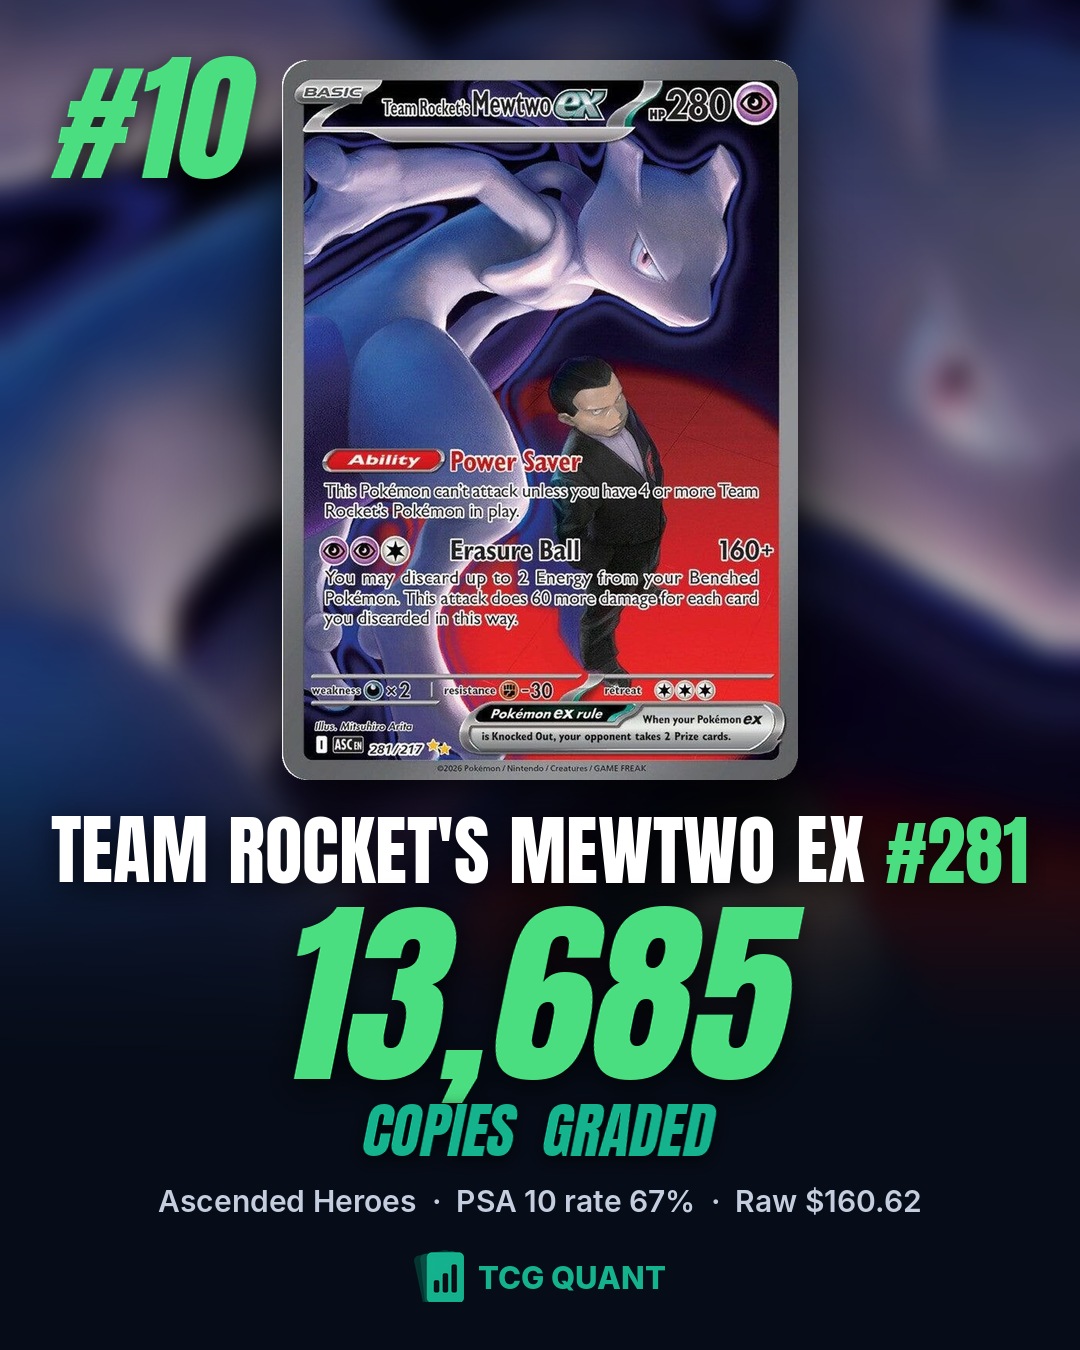 #10
BASIC
Team Rocket's Mewtwo ex
HP 280
Ability Power Saver
This Pokémon can't attack unless you have 4 or more Team
Rocket's Pokémon in play.
Erasure Ball 160+
You may discard up to 2 Energy from your Benched
Pokémon. This attack does 60 more damage for each card
you discarded in this way.
weakness ×2 resistance -30 retreat
Pokémon ex rule
When your Pokémon ex
is Knocked Out, your opponent takes 2 Prize cards.
Illus. Mitsuhiro Arita
I ASC EN 281/217
©2026 Pokémon / Nintendo / Creatures / GAME FREAK
TEAM ROCKET'S MEWTWO EX #281
13,685
COPIES GRADED
Ascended Heroes · PSA 10 rate 67% · Raw $160.62
TCG QUANT